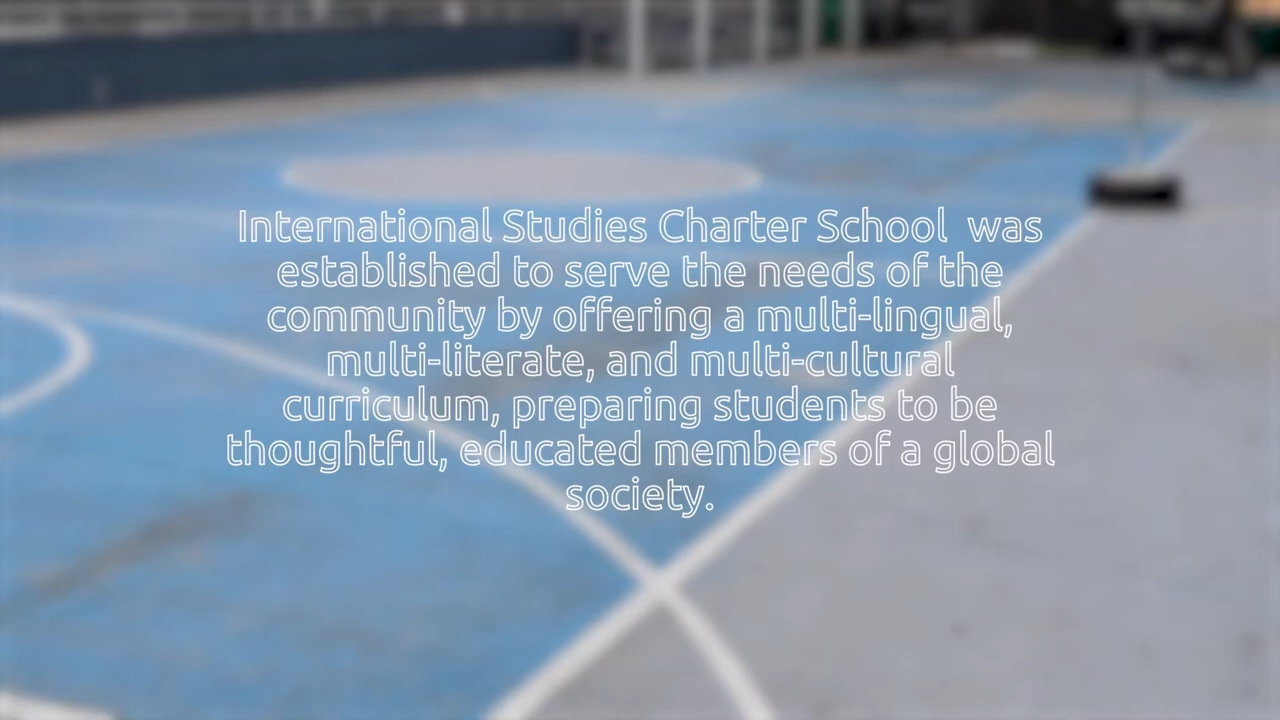 International Studies Charter School  was
established to serve the needs of the
community by offering a multi-lingual,
multi-literate, and multi-cultural
curriculum, preparing students to be
thoughtful, educated members of a global
society.